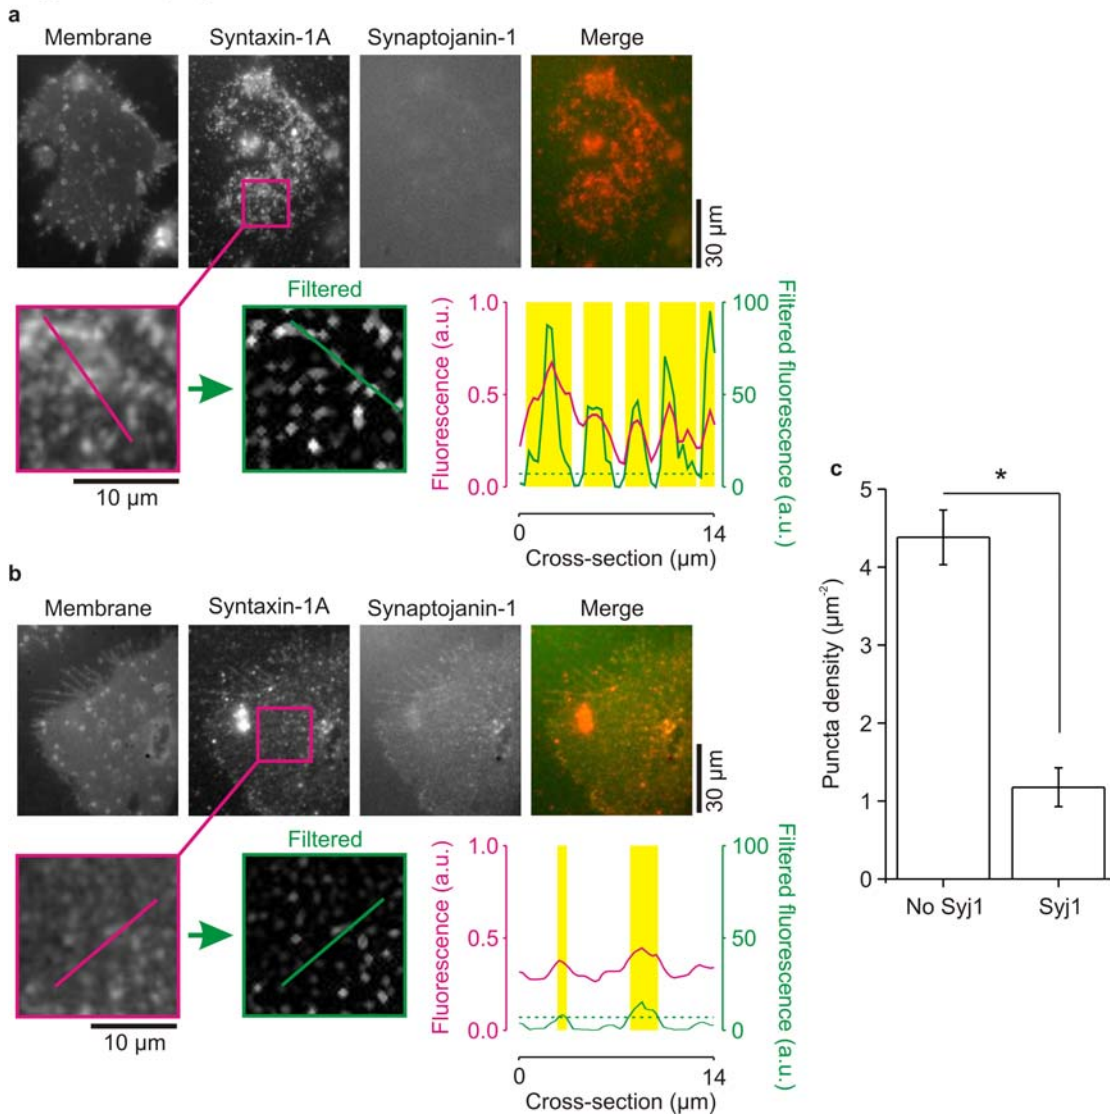 a
Membrane Syntaxin-1A Synaptojanin-1 Merge
30 µm
Filtered
10 µm
Fluorescence (a.u.)
1.0
0.5
0.0
Filtered fluorescence (a.u.)
100
50
0
0 14
Cross-section (µm)
b
Membrane Syntaxin-1A Synaptojanin-1 Merge
30 µm
Filtered
10 µm
Fluorescence (a.u.)
1.0
0.5
0.0
Filtered fluorescence (a.u.)
100
50
0
0 14
Cross-section (µm)
c
Puncta density (µm⁻²)
5
4
3
2
1
0
*
No Syj1 Syj1